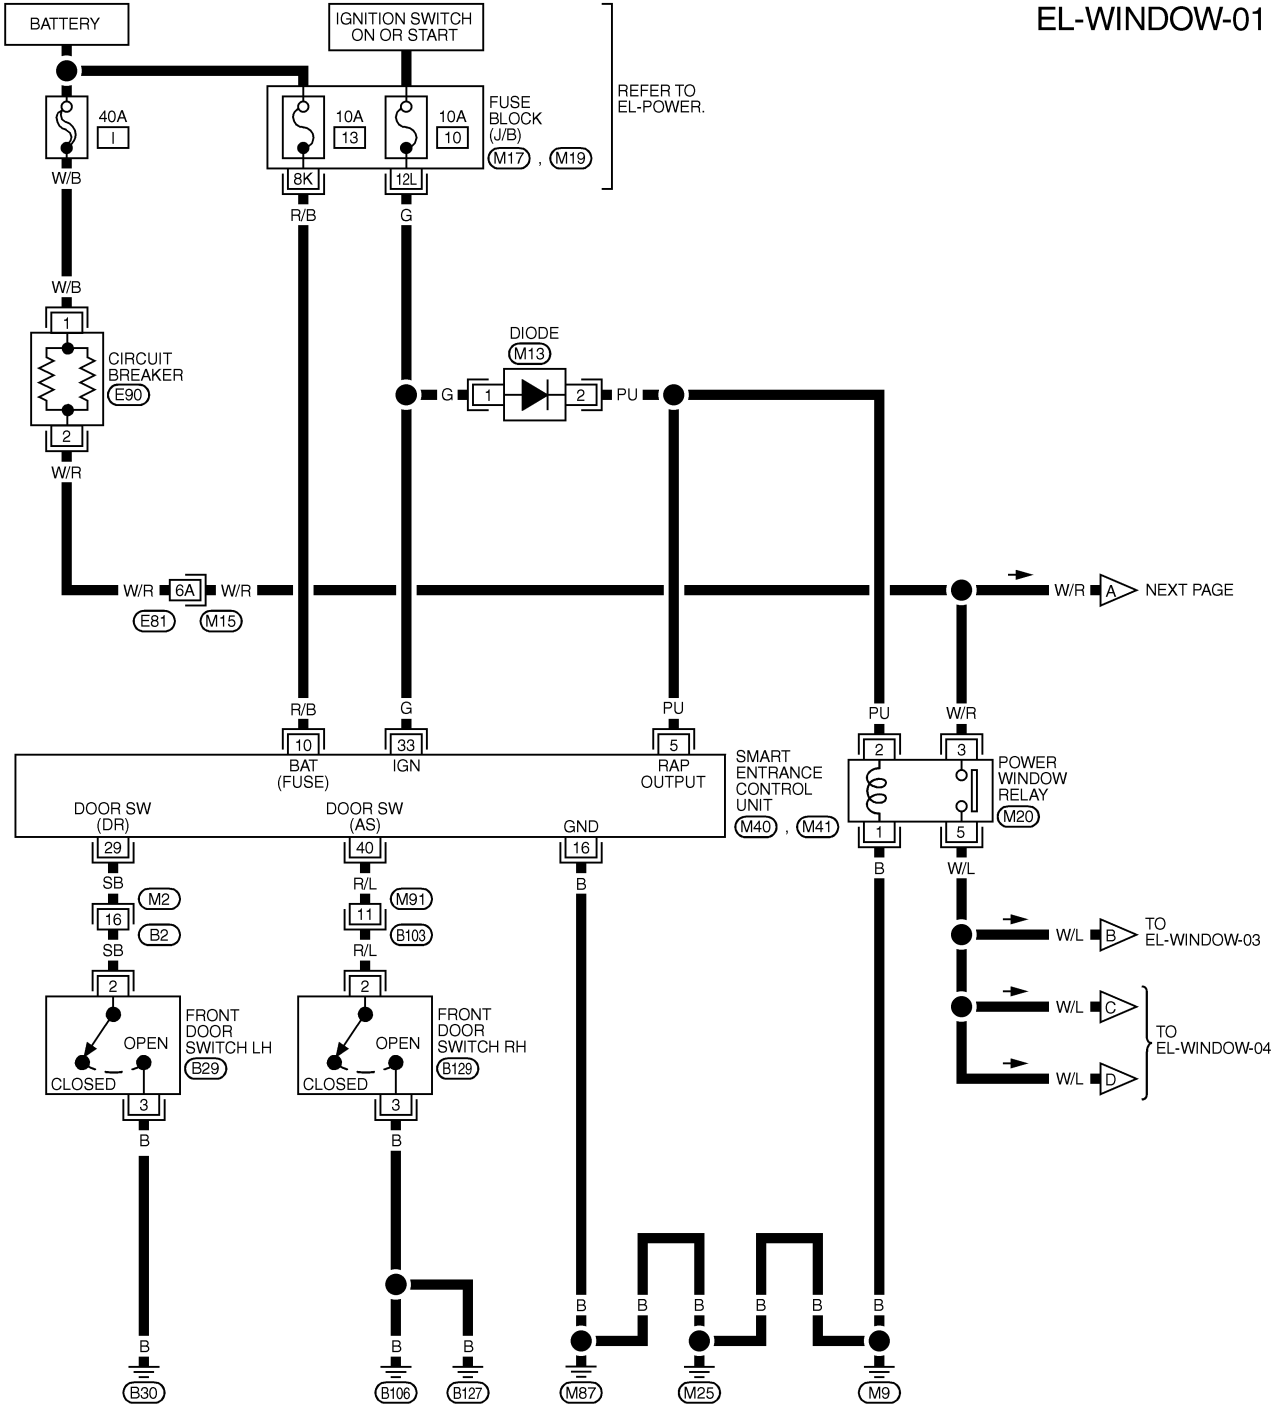 EL-WINDOW-01
BATTERY
IGNITION SWITCH
ON OR START
REFER TO
EL-POWER.
40A
I
10A
13
10A
10
FUSE
BLOCK
(J/B)
M17 , M19
8K
12L
W/B
R/B
G
W/B
1
CIRCUIT
BREAKER
E90
2
W/R
DIODE
M13
G
1
2
PU
W/R
6A
W/R
E81
M15
W/R
A
NEXT PAGE
R/B
G
PU
PU
W/R
10
33
5
2
3
BAT
(FUSE)
IGN
RAP
OUTPUT
SMART
ENTRANCE
CONTROL
UNIT
M40 , M41
POWER
WINDOW
RELAY
M20
DOOR SW
(DR)
DOOR SW
(AS)
GND
29
40
16
1
5
SB
R/L
B
B
W/L
M2
M91
16
11
B2
B103
SB
R/L
W/L
B
TO
EL-WINDOW-03
W/L
C
TO
EL-WINDOW-04
W/L
D
2
2
OPEN
CLOSED
FRONT
DOOR
SWITCH LH
B29
OPEN
CLOSED
FRONT
DOOR
SWITCH RH
B129
3
3
B
B
B
B
B
B
B
B
B
B
B
B30
B106
B127
M87
M25
M9